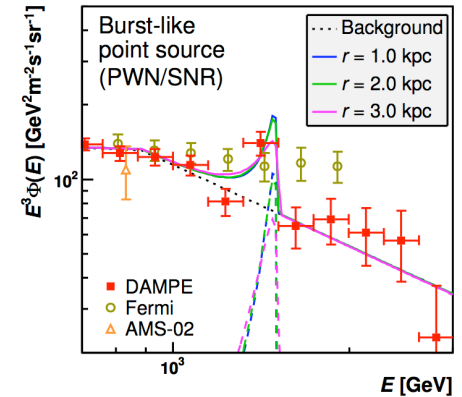 Burst-like
point source
(PWN/SNR)
Background
r = 1.0 kpc
r = 2.0 kpc
r = 3.0 kpc
E³Φ(E) [GeV²m⁻²s⁻¹sr⁻¹]
10²
DAMPE
Fermi
AMS-02
10³
E [GeV]